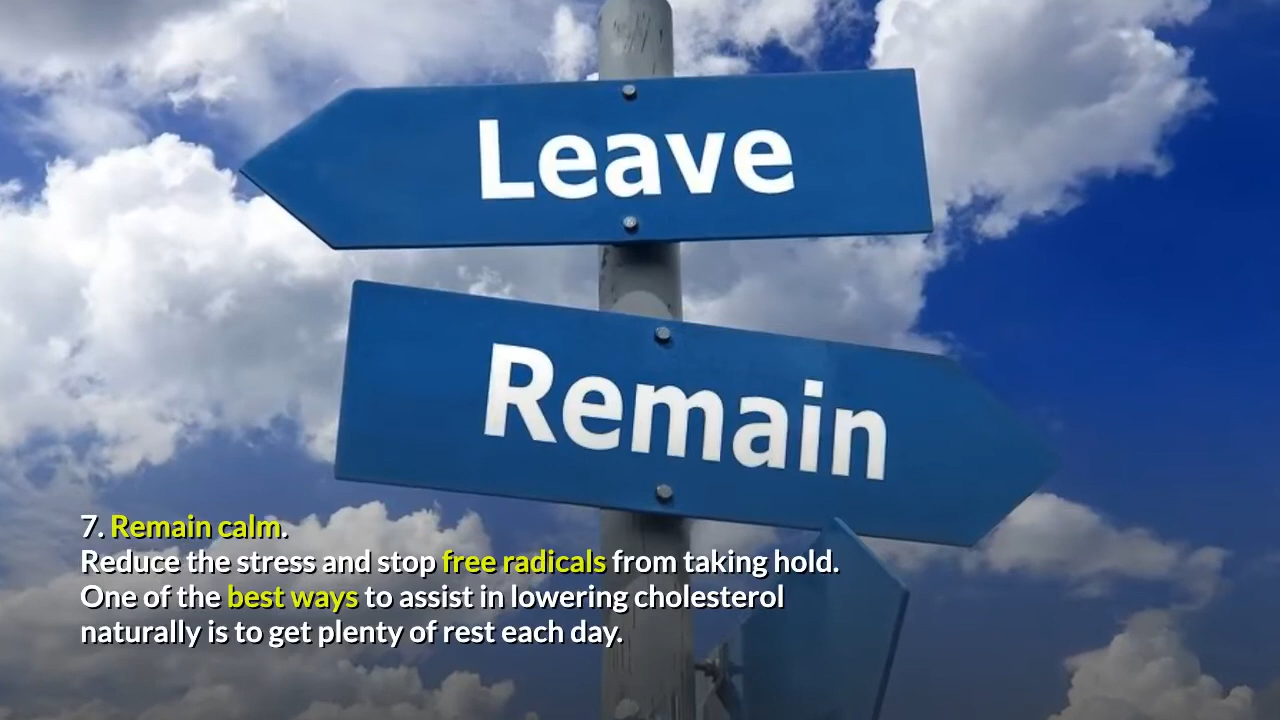 Leave
Remain
7. Remain calm.
Reduce the stress and stop free radicals from taking hold.
One of the best ways to assist in lowering cholesterol
naturally is to get plenty of rest each day.